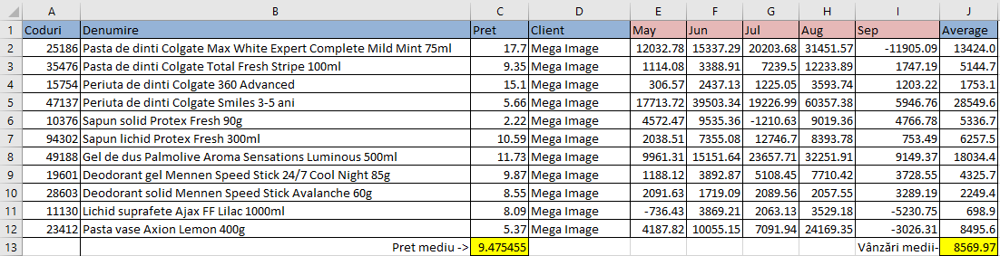 A B C D E F G H I J
1 Coduri Denumire Pret Client May Jun Jul Aug Sep Average
2 25186 Pasta de dinti Colgate Max White Expert Complete Mild Mint 75ml 17.7 Mega Image 12032.78 15337.29 20203.68 31451.57 -11905.09 13424.0
3 35476 Pasta de dinti Colgate Total Fresh Stripe 100ml 9.35 Mega Image 1114.08 3388.91 7239.5 12233.89 1747.19 5144.7
4 15754 Periuta de dinti Colgate 360 Advanced 15.1 Mega Image 306.57 2437.13 1225.05 3593.74 1203.22 1753.1
5 47137 Periuta de dinti Colgate Smiles 3-5 ani 5.66 Mega Image 17713.72 39503.34 19226.99 60357.38 5946.76 28549.6
6 10376 Sapun solid Protex Fresh 90g 2.22 Mega Image 4572.47 9535.36 -1210.63 9019.36 4766.78 5336.7
7 94302 Sapun lichid Protex Fresh 300ml 10.59 Mega Image 2038.51 7355.08 12746.7 8393.78 753.49 6257.5
8 49188 Gel de dus Palmolive Aroma Sensations Luminous 500ml 11.73 Mega Image 9961.31 15151.64 23657.71 32251.91 9149.37 18034.4
9 19601 Deodorant gel Mennen Speed Stick 24/7 Cool Night 85g 9.87 Mega Image 1188.12 3892.87 5108.45 7710.42 3728.55 4325.7
10 28603 Deodorant solid Mennen Speed Stick Avalanche 60g 8.55 Mega Image 2091.63 1719.09 2089.56 2057.55 3289.19 2249.4
11 11130 Lichid suprafete Ajax FF Lilac 1000ml 8.09 Mega Image -736.43 3869.21 2063.13 3529.18 -5230.75 698.9
12 23412 Pasta vase Axion Lemon 400g 5.37 Mega Image 4187.82 10055.15 7091.94 24169.35 -3026.31 8495.6
13 Pret mediu -> 9.475455 Vânzări medii- 8569.97